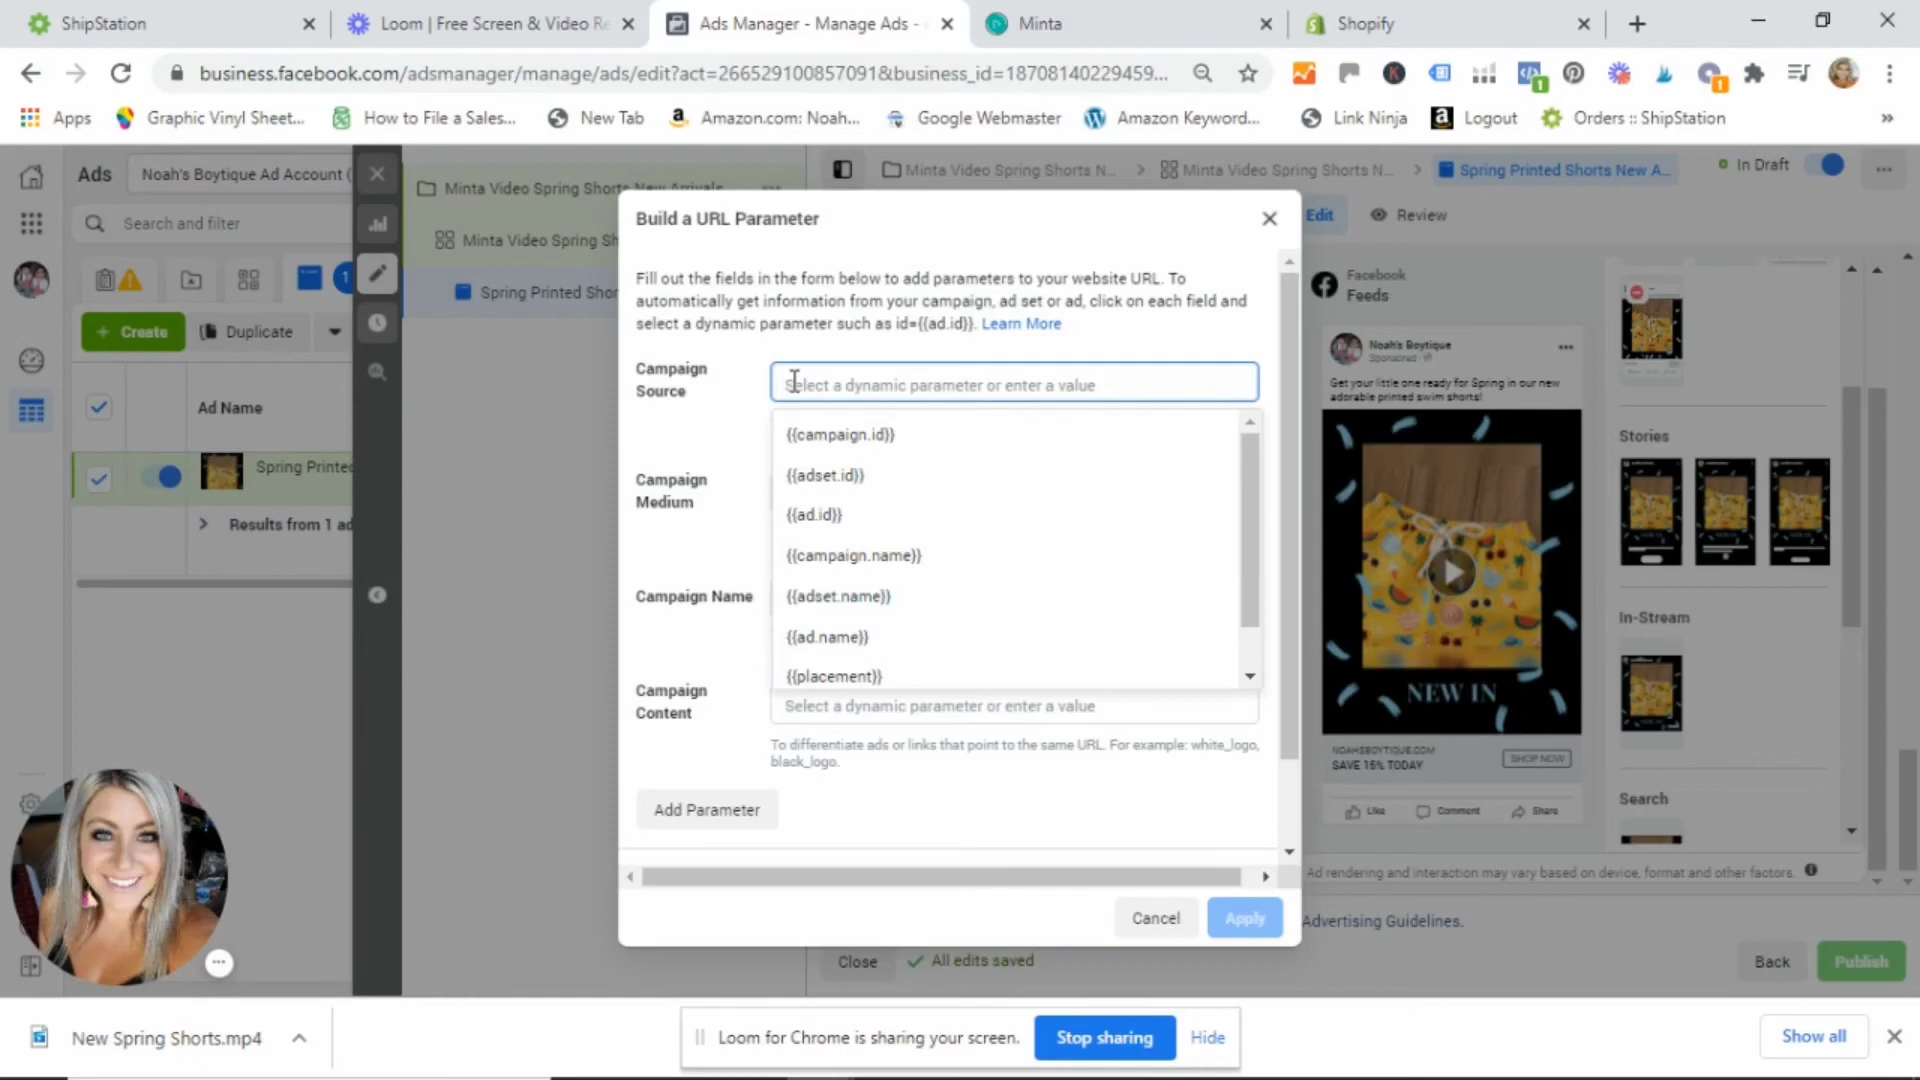 ShipStation
Loom | Free Screen & Video Re
Ads Manager - Manage Ads -
Minta
Shopify
business.facebook.com/adsmanager/manage/ads/edit?act=266529100857091&business_id=18708140229459...
Apps
Graphic Vinyl Sheet...
How to File a Sales...
New Tab
Amazon.com: Noah...
Google Webmaster
Amazon Keyword...
Link Ninja
Logout
Orders :: ShipStation
»
Ads
Noah's Boytique Ad Account (
Search and filter
1
+ Create
Duplicate
Ad Name
Spring Printed
Results from 1 ad
Minta Video Spring Shorts New Arrivals
Minta Video Spring Sh
Spring Printed Shor
Minta Video Spring Shorts N...
Minta Video Spring Shorts N...
Spring Printed Shorts New A...
In Draft
Edit
Review
Build a URL Parameter
Fill out the fields in the form below to add parameters to your website URL. To
automatically get information from your campaign, ad set or ad, click on each field and
select a dynamic parameter such as id={{ad.id}}. Learn More
Campaign
Source
Select a dynamic parameter or enter a value
{{campaign.id}}
{{adset.id}}
{{ad.id}}
{{campaign.name}}
{{adset.name}}
{{ad.name}}
{{placement}}
Campaign
Medium
Campaign Name
Campaign
Content
Select a dynamic parameter or enter a value
To differentiate ads or links that point to the same URL. For example: white_logo,
black_logo.
Add Parameter
Cancel
Apply
Facebook
Feeds
Noah's Boytique
Sponsored
Get your little one ready for Spring in our new
adorable printed swim shorts!
NEW IN
NOAHSBOYTIQUE.COM
SAVE 15% TODAY
SHOP NOW
Like
Comment
Share
Stories
In-Stream
Search
Ad rendering and interaction may vary based on device, format and other factors.
Advertising Guidelines.
Close
All edits saved
Back
Publish
New Spring Shorts.mp4
Loom for Chrome is sharing your screen.
Stop sharing
Hide
Show all